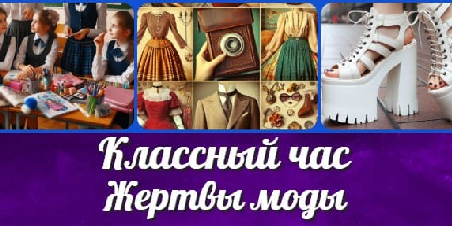 Классный час
Жертвы моды